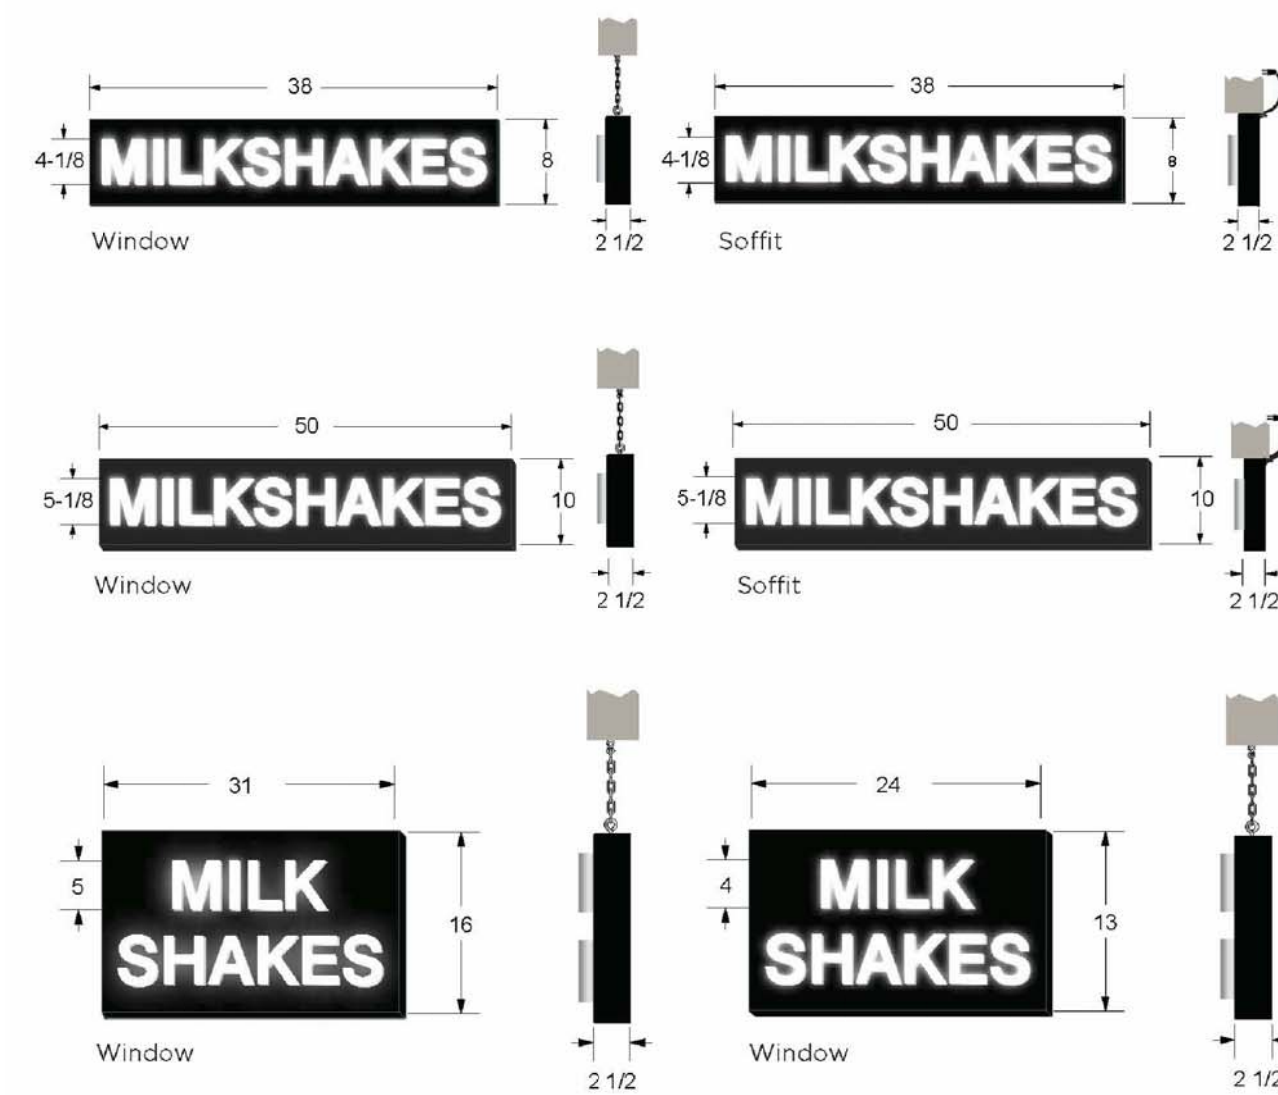 38
4-1/8
MILKSHAKES
8
Window
2 1/2
38
4-1/8
MILKSHAKES
8
Soffit
2 1/2
50
5-1/8
MILKSHAKES
10
Window
2 1/2
50
5-1/8
MILKSHAKES
10
Soffit
2 1/2
31
5
MILK
SHAKES
16
Window
2 1/2
24
4
MILK
SHAKES
13
Window
2 1/2